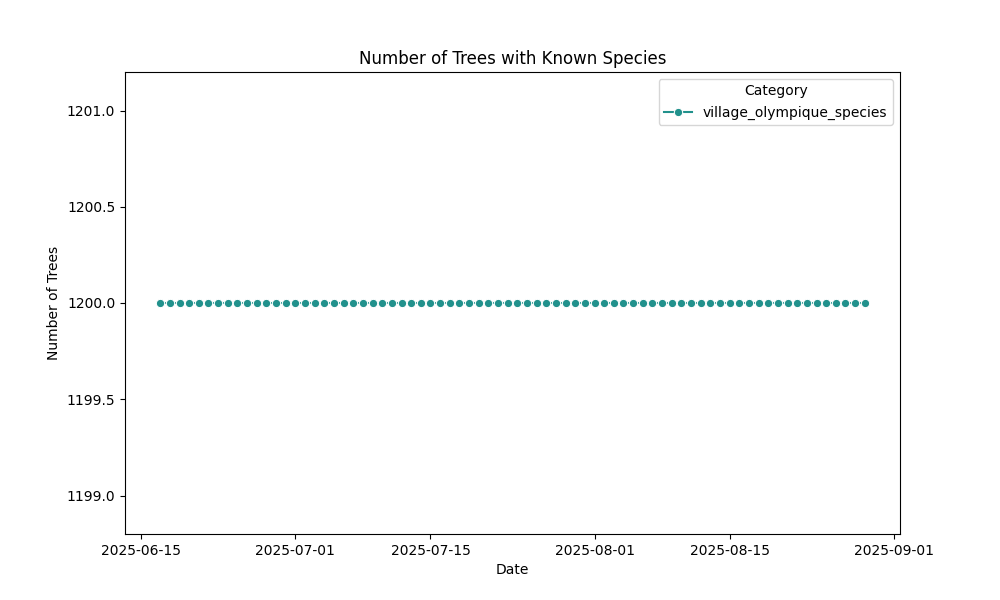 Number of Trees with Known Species
Category
village_olympique_species
1201.0
1200.5
1200.0
1199.5
1199.0
Number of Trees
2025-06-15
2025-07-01
2025-07-15
2025-08-01
2025-08-15
2025-09-01
Date